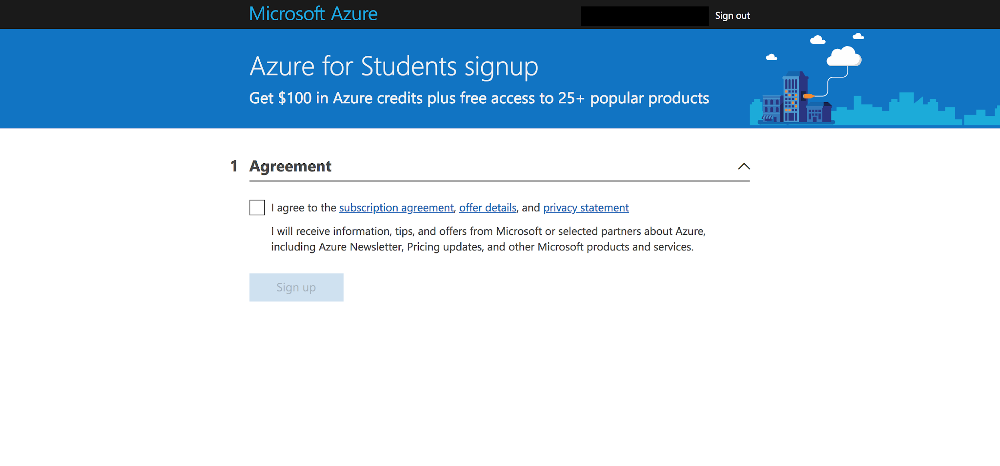 Microsoft Azure
Sign out
Azure for Students signup
Get $100 in Azure credits plus free access to 25+ popular products
1 Agreement
I agree to the subscription agreement, offer details, and privacy statement
I will receive information, tips, and offers from Microsoft or selected partners about Azure,
including Azure Newsletter, Pricing updates, and other Microsoft products and services.
Sign up